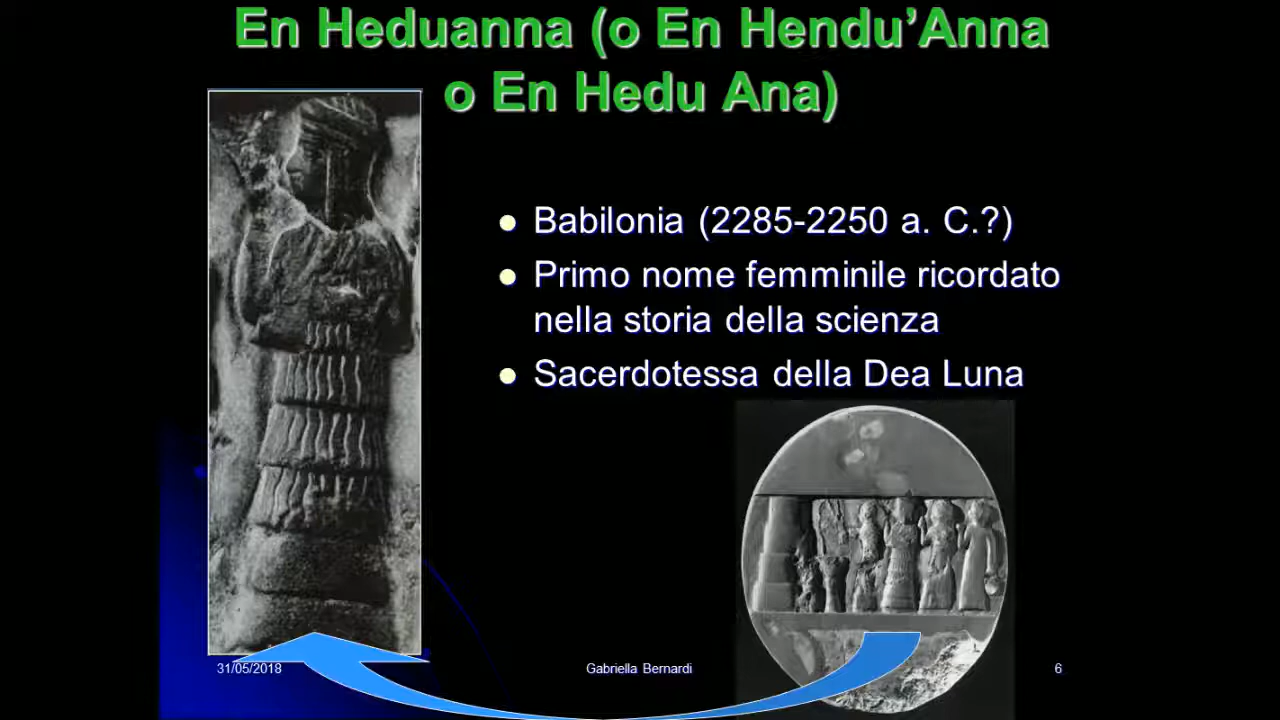 En Heduanna (o En Hendu’Anna
o En Hedu Ana)
Babilonia (2285-2250 a. C.?)
Primo nome femminile ricordato
nella storia della scienza
Sacerdotessa della Dea Luna
31/05/2018
Gabriella Bernardi
6